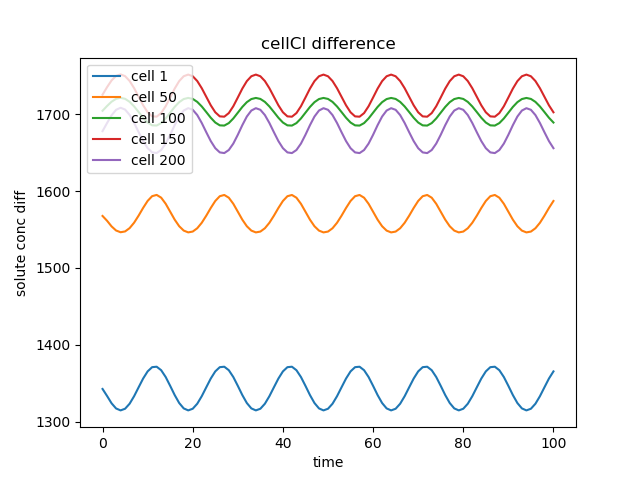 cellCl difference
cell 1
cell 50
cell 100
cell 150
cell 200
solute conc diff
1700
1600
1500
1400
1300
0 20 40 60 80 100
time